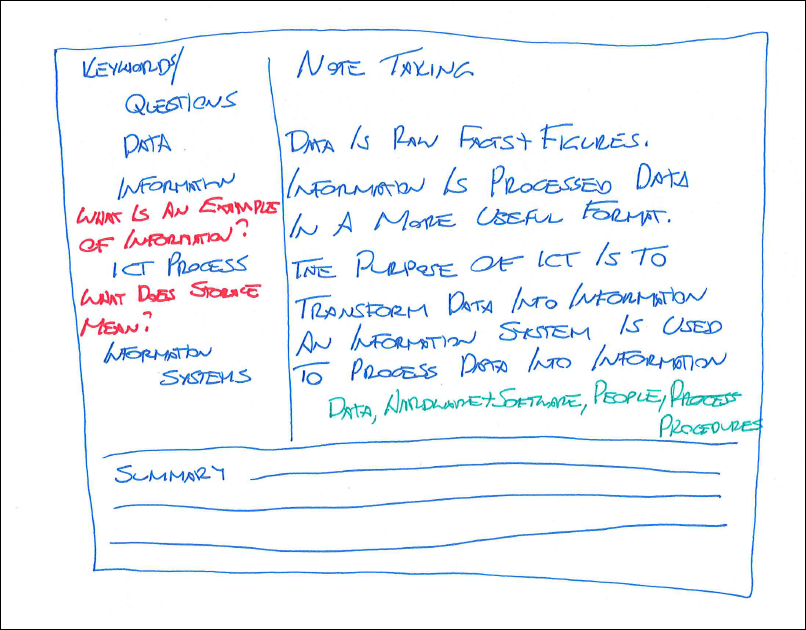 KEYWORDS/
QUESTIONS
DATA
INFORMATION
WHAT IS AN EXAMPLE
OF INFORMATION?
ICT PROCESS
WHAT DOES STORAGE
MEAN?
INFORMATION
SYSTEMS
NOTE TAKING
DATA IS RAW FACTS + FIGURES.
INFORMATION IS PROCESSED DATA
IN A MORE USEFUL FORMAT.
THE PURPOSE OF ICT IS TO
TRANSFORM DATA INTO INFORMATION
AN INFORMATION SYSTEM IS USED
TO PROCESS DATA INTO INFORMATION
DATA, HARDWARE + SOFTWARE, PEOPLE, PROCESS
PROCEDURES
SUMMARY